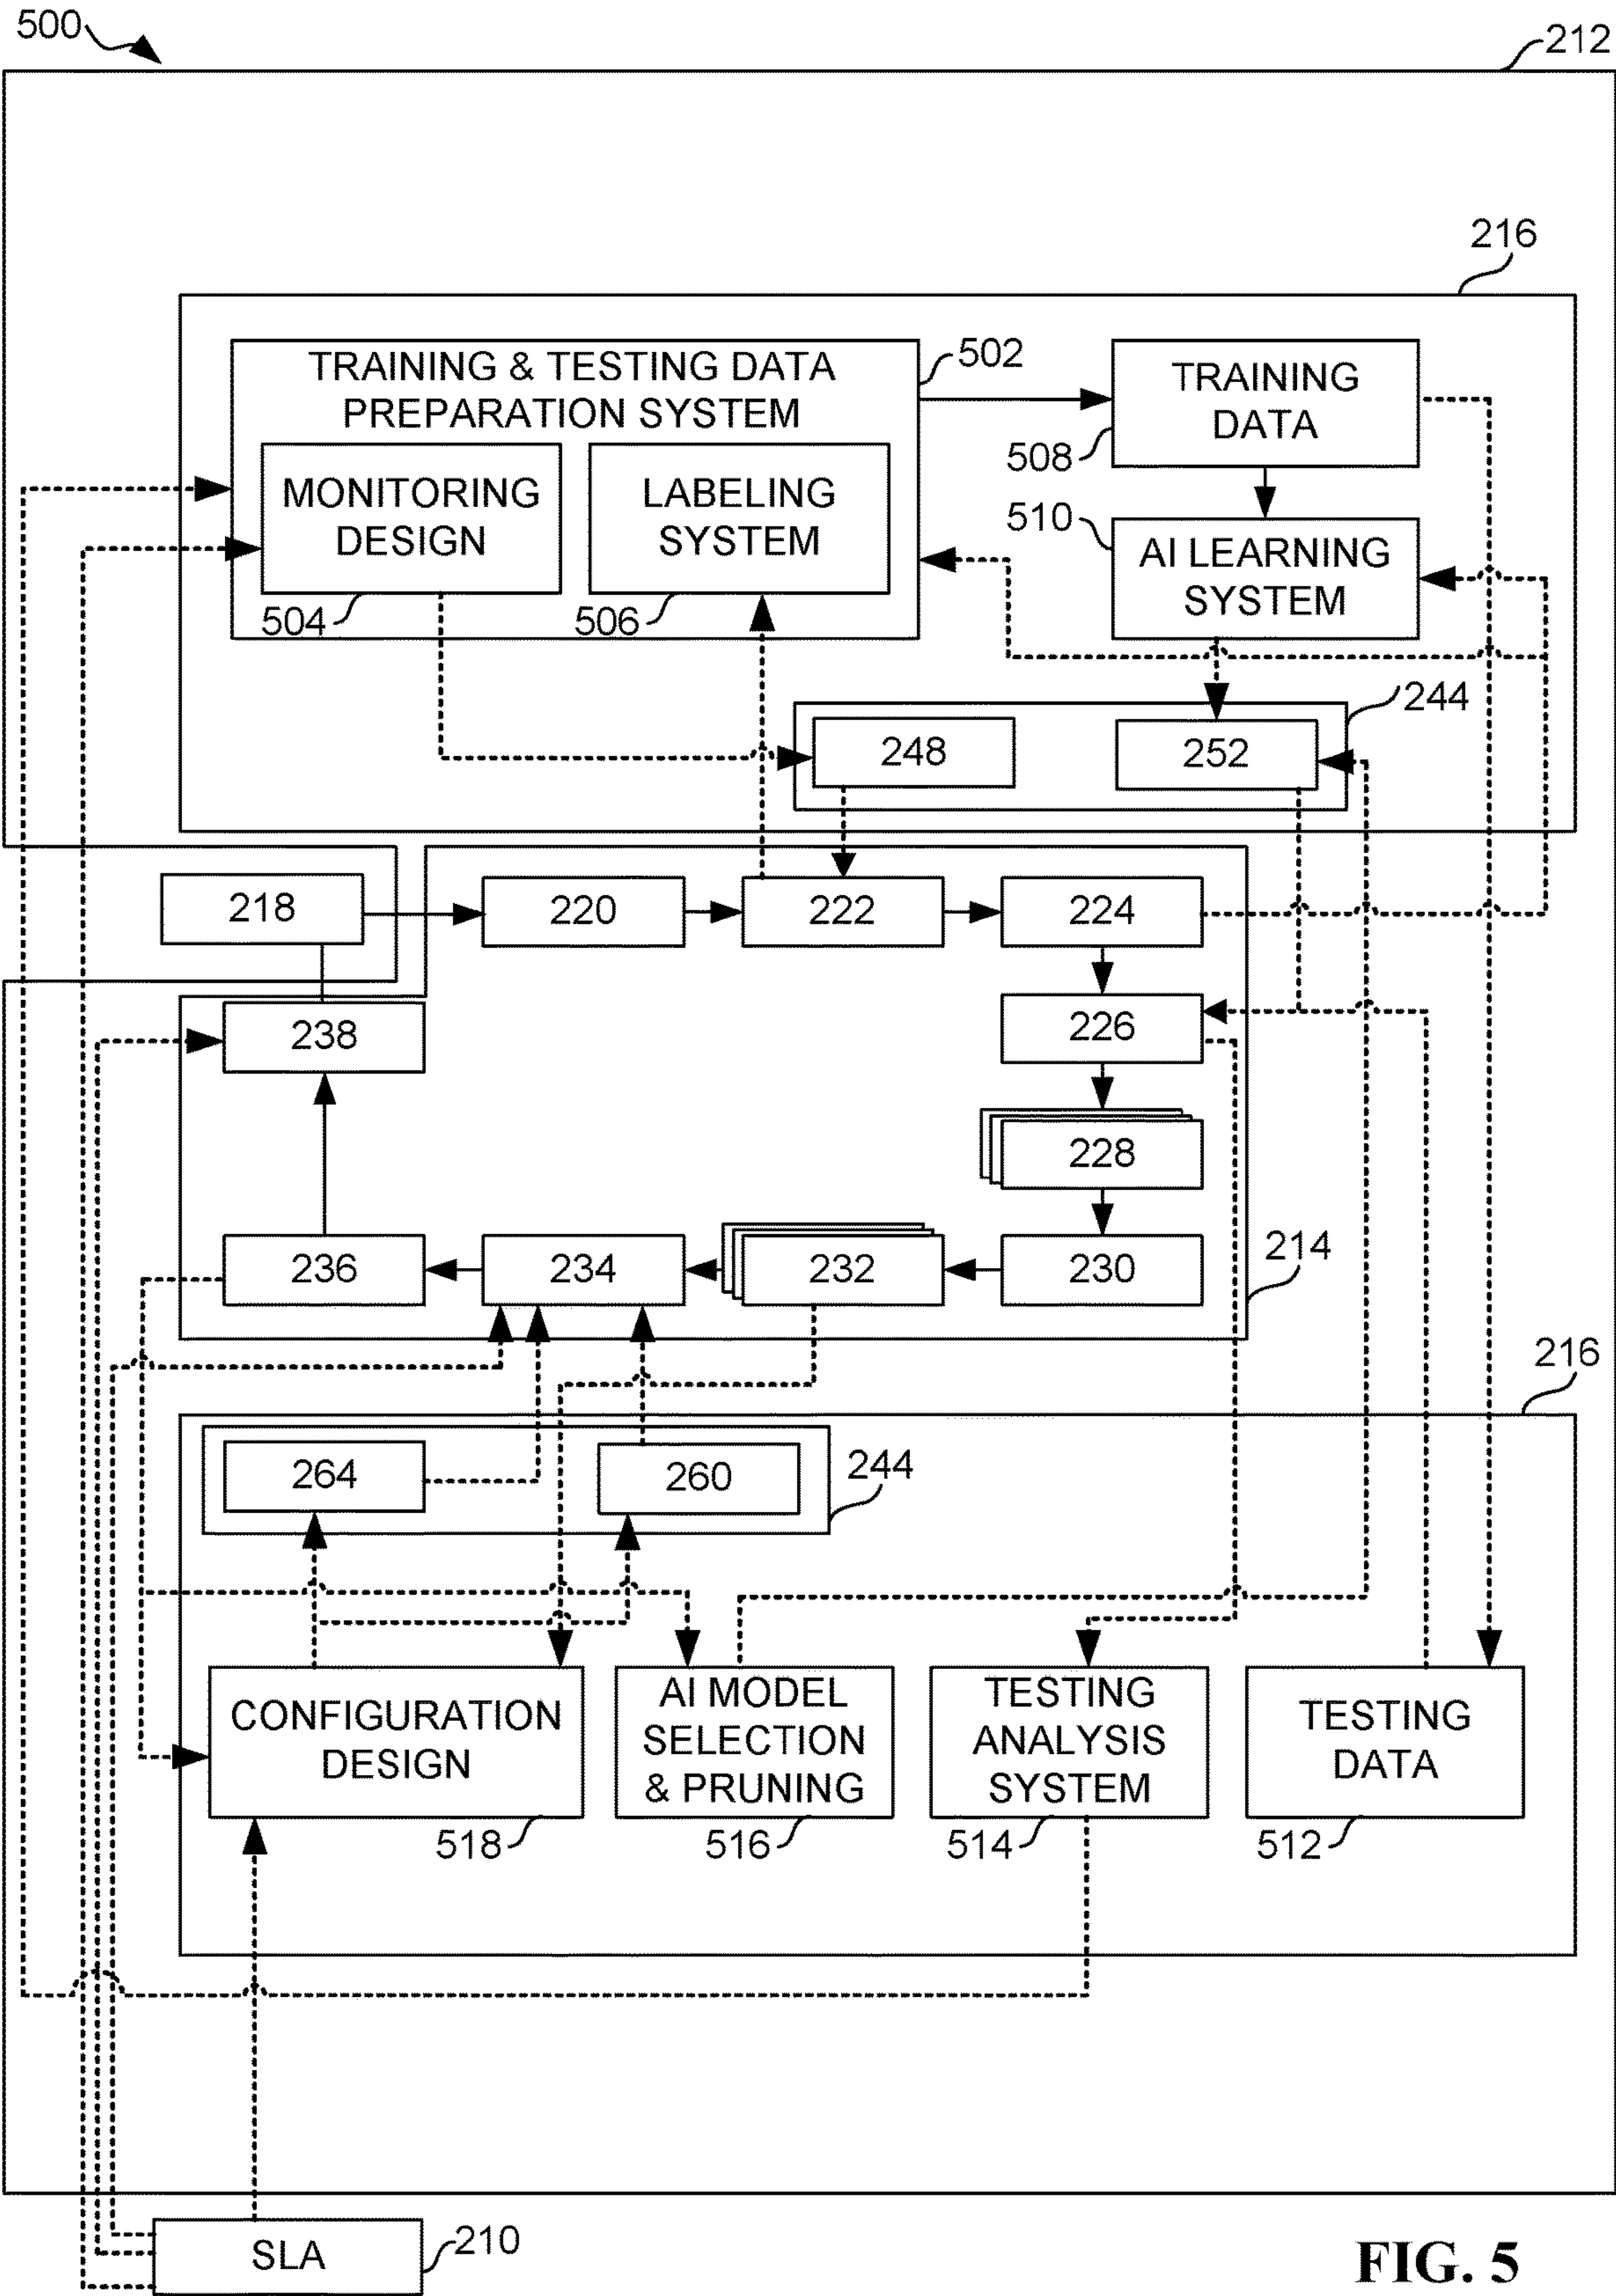 500
212
216
TRAINING & TESTING DATA
PREPARATION SYSTEM
502
TRAINING
DATA
508
MONITORING
DESIGN
504
LABELING
SYSTEM
506
510
AI LEARNING
SYSTEM
244
248
252
218
220
222
224
238
226
228
236
234
232
230
214
216
264
260
244
CONFIGURATION
DESIGN
518
AI MODEL
SELECTION
& PRUNING
516
TESTING
ANALYSIS
SYSTEM
514
TESTING
DATA
512
SLA
210
FIG. 5